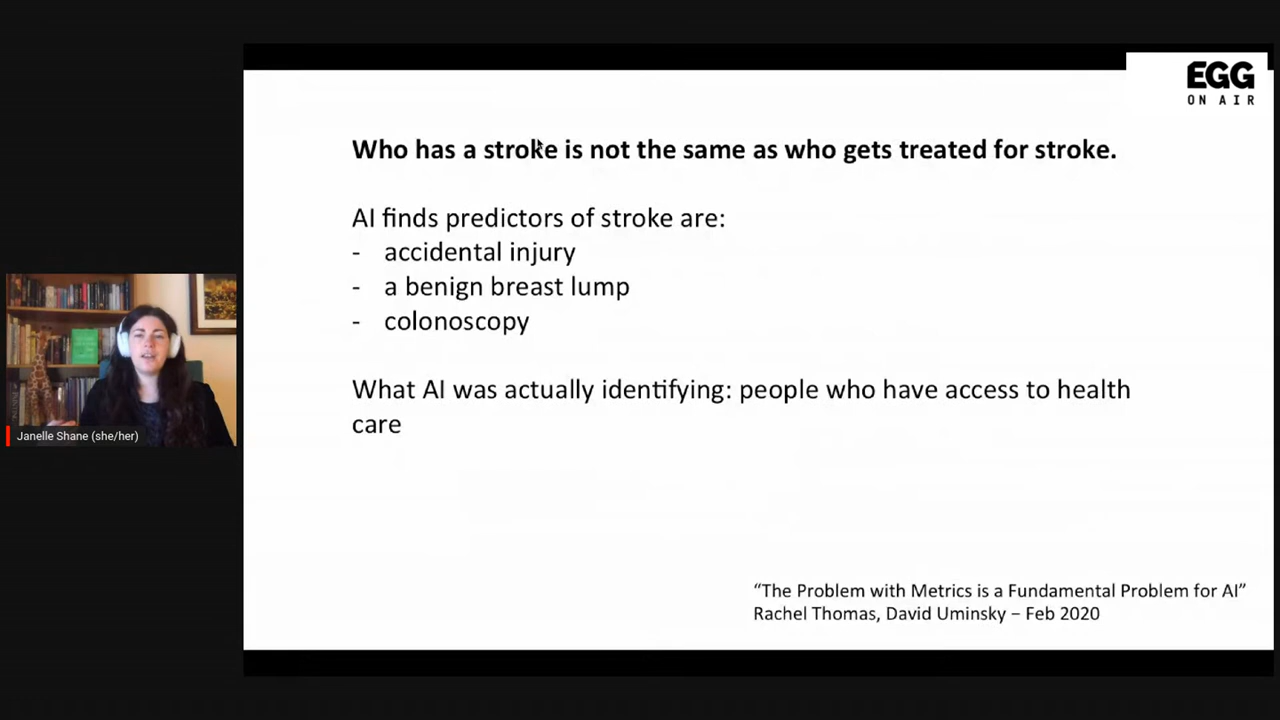 EGG
ON AIR
Who has a stroke is not the same as who gets treated for stroke.
AI finds predictors of stroke are:
- accidental injury
- a benign breast lump
- colonoscopy
What AI was actually identifying: people who have access to health
care
“The Problem with Metrics is a Fundamental Problem for AI”
Rachel Thomas, David Uminsky – Feb 2020
Janelle Shane (she/her)